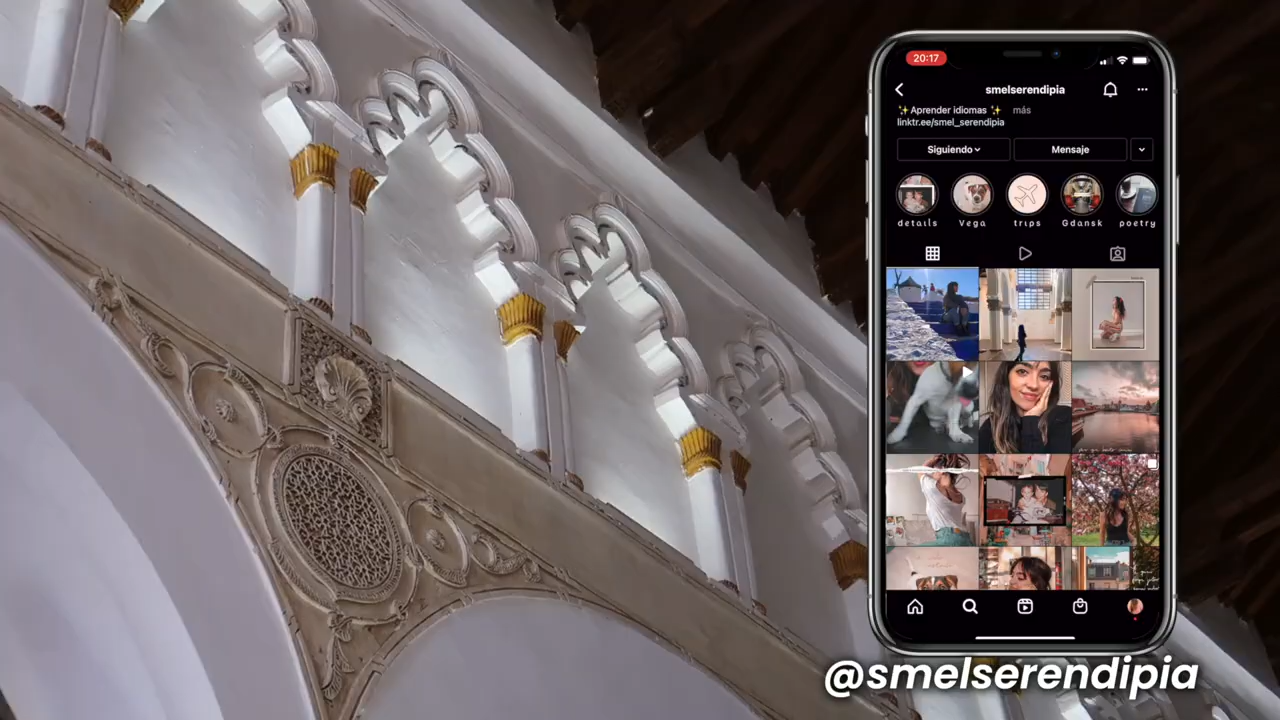 20:17
smelserendipia
✨Aprender idiomas ✨ más
linktr.ee/smel_serendipia
Siguiendo
Mensaje
details
Vega
trips
Gdansk
poetry
@smelserendipia